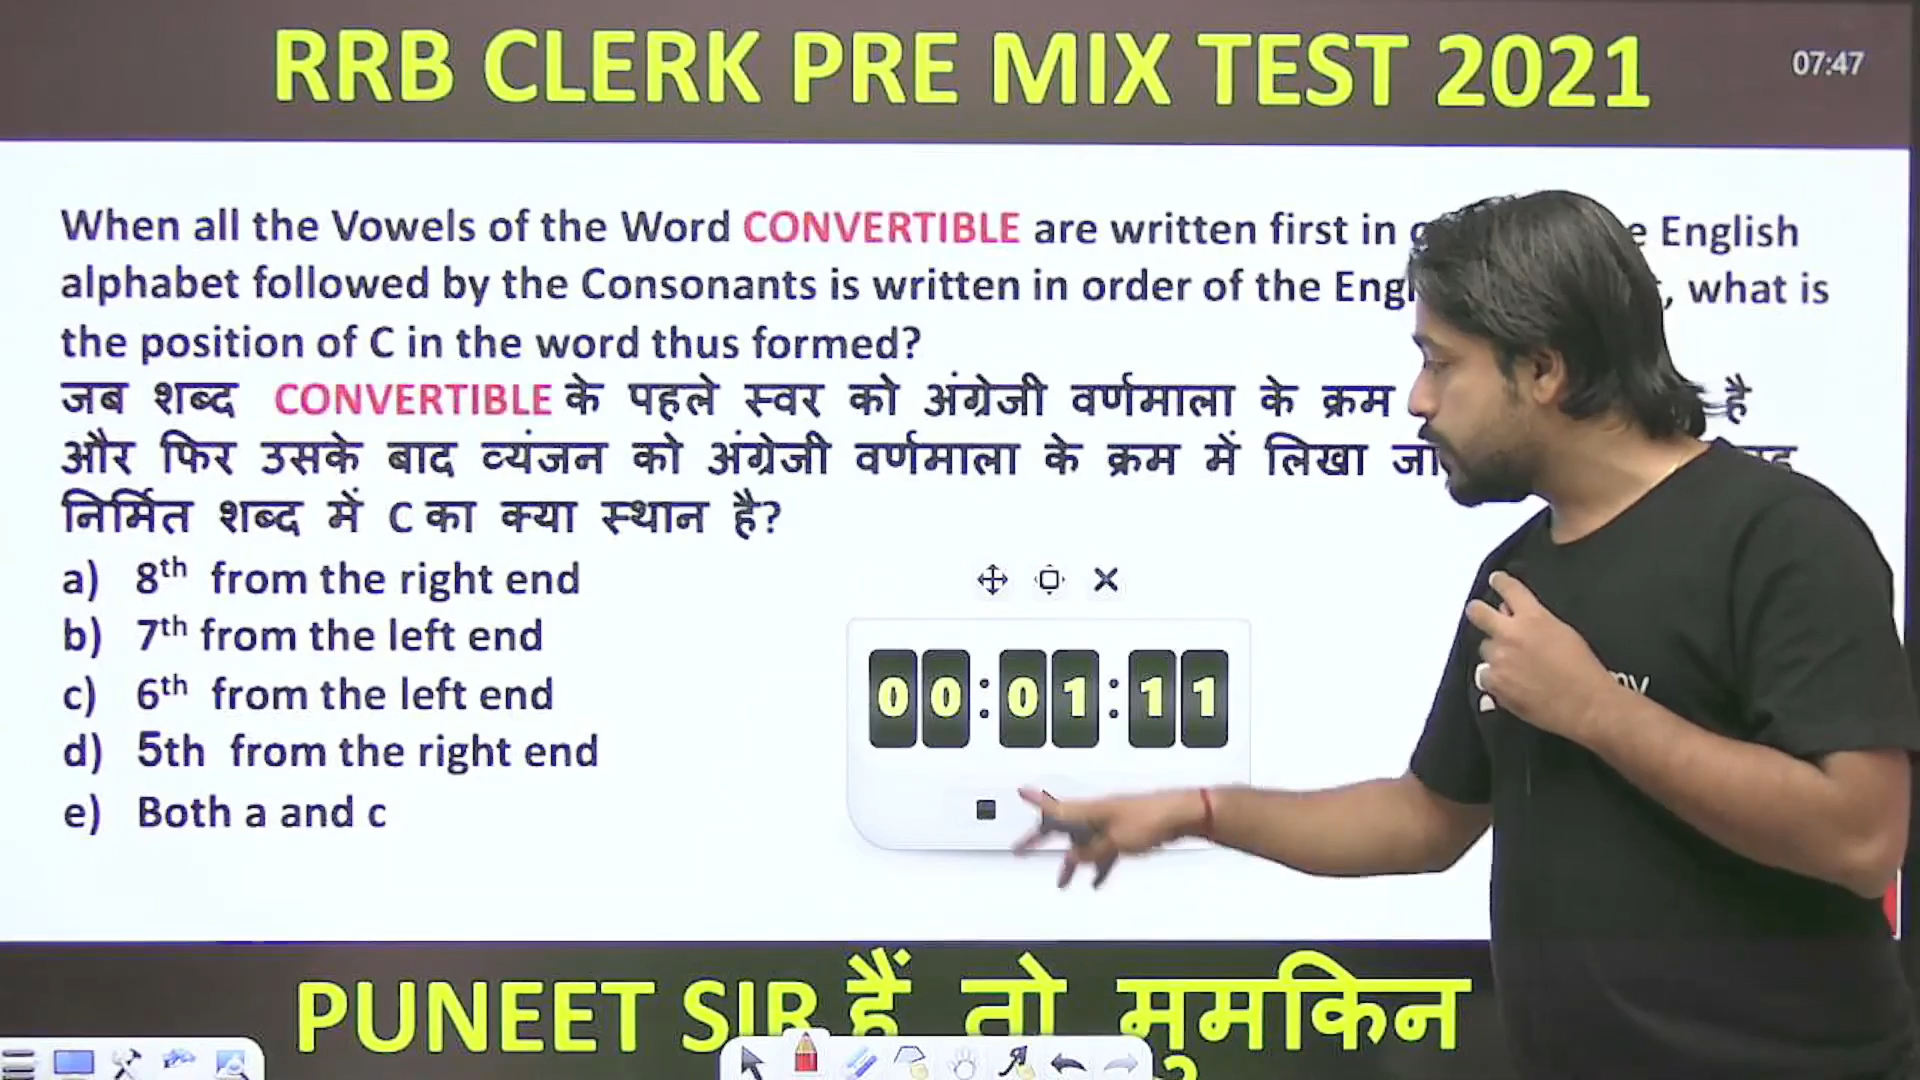 RRB CLERK PRE MIX TEST 2021
07:47
When all the Vowels of the Word CONVERTIBLE are written first in English
alphabet followed by the Consonants is written in order of the , what is
the position of C in the word thus formed?
जब शब्द CONVERTIBLE के पहले स्वर को अंग्रेजी वर्णमाला के क्रम है
और फिर उसके बाद व्यंजन को अंग्रेजी वर्णमाला के क्रम में लिखा
निर्मित शब्द में C का क्या स्थान है?
a) 8th from the right end
b) 7th from the left end
c) 6th from the left end
d) 5th from the right end
e) Both a and c
00:01:11
PUNEET SIR हैं तो मुमकिन